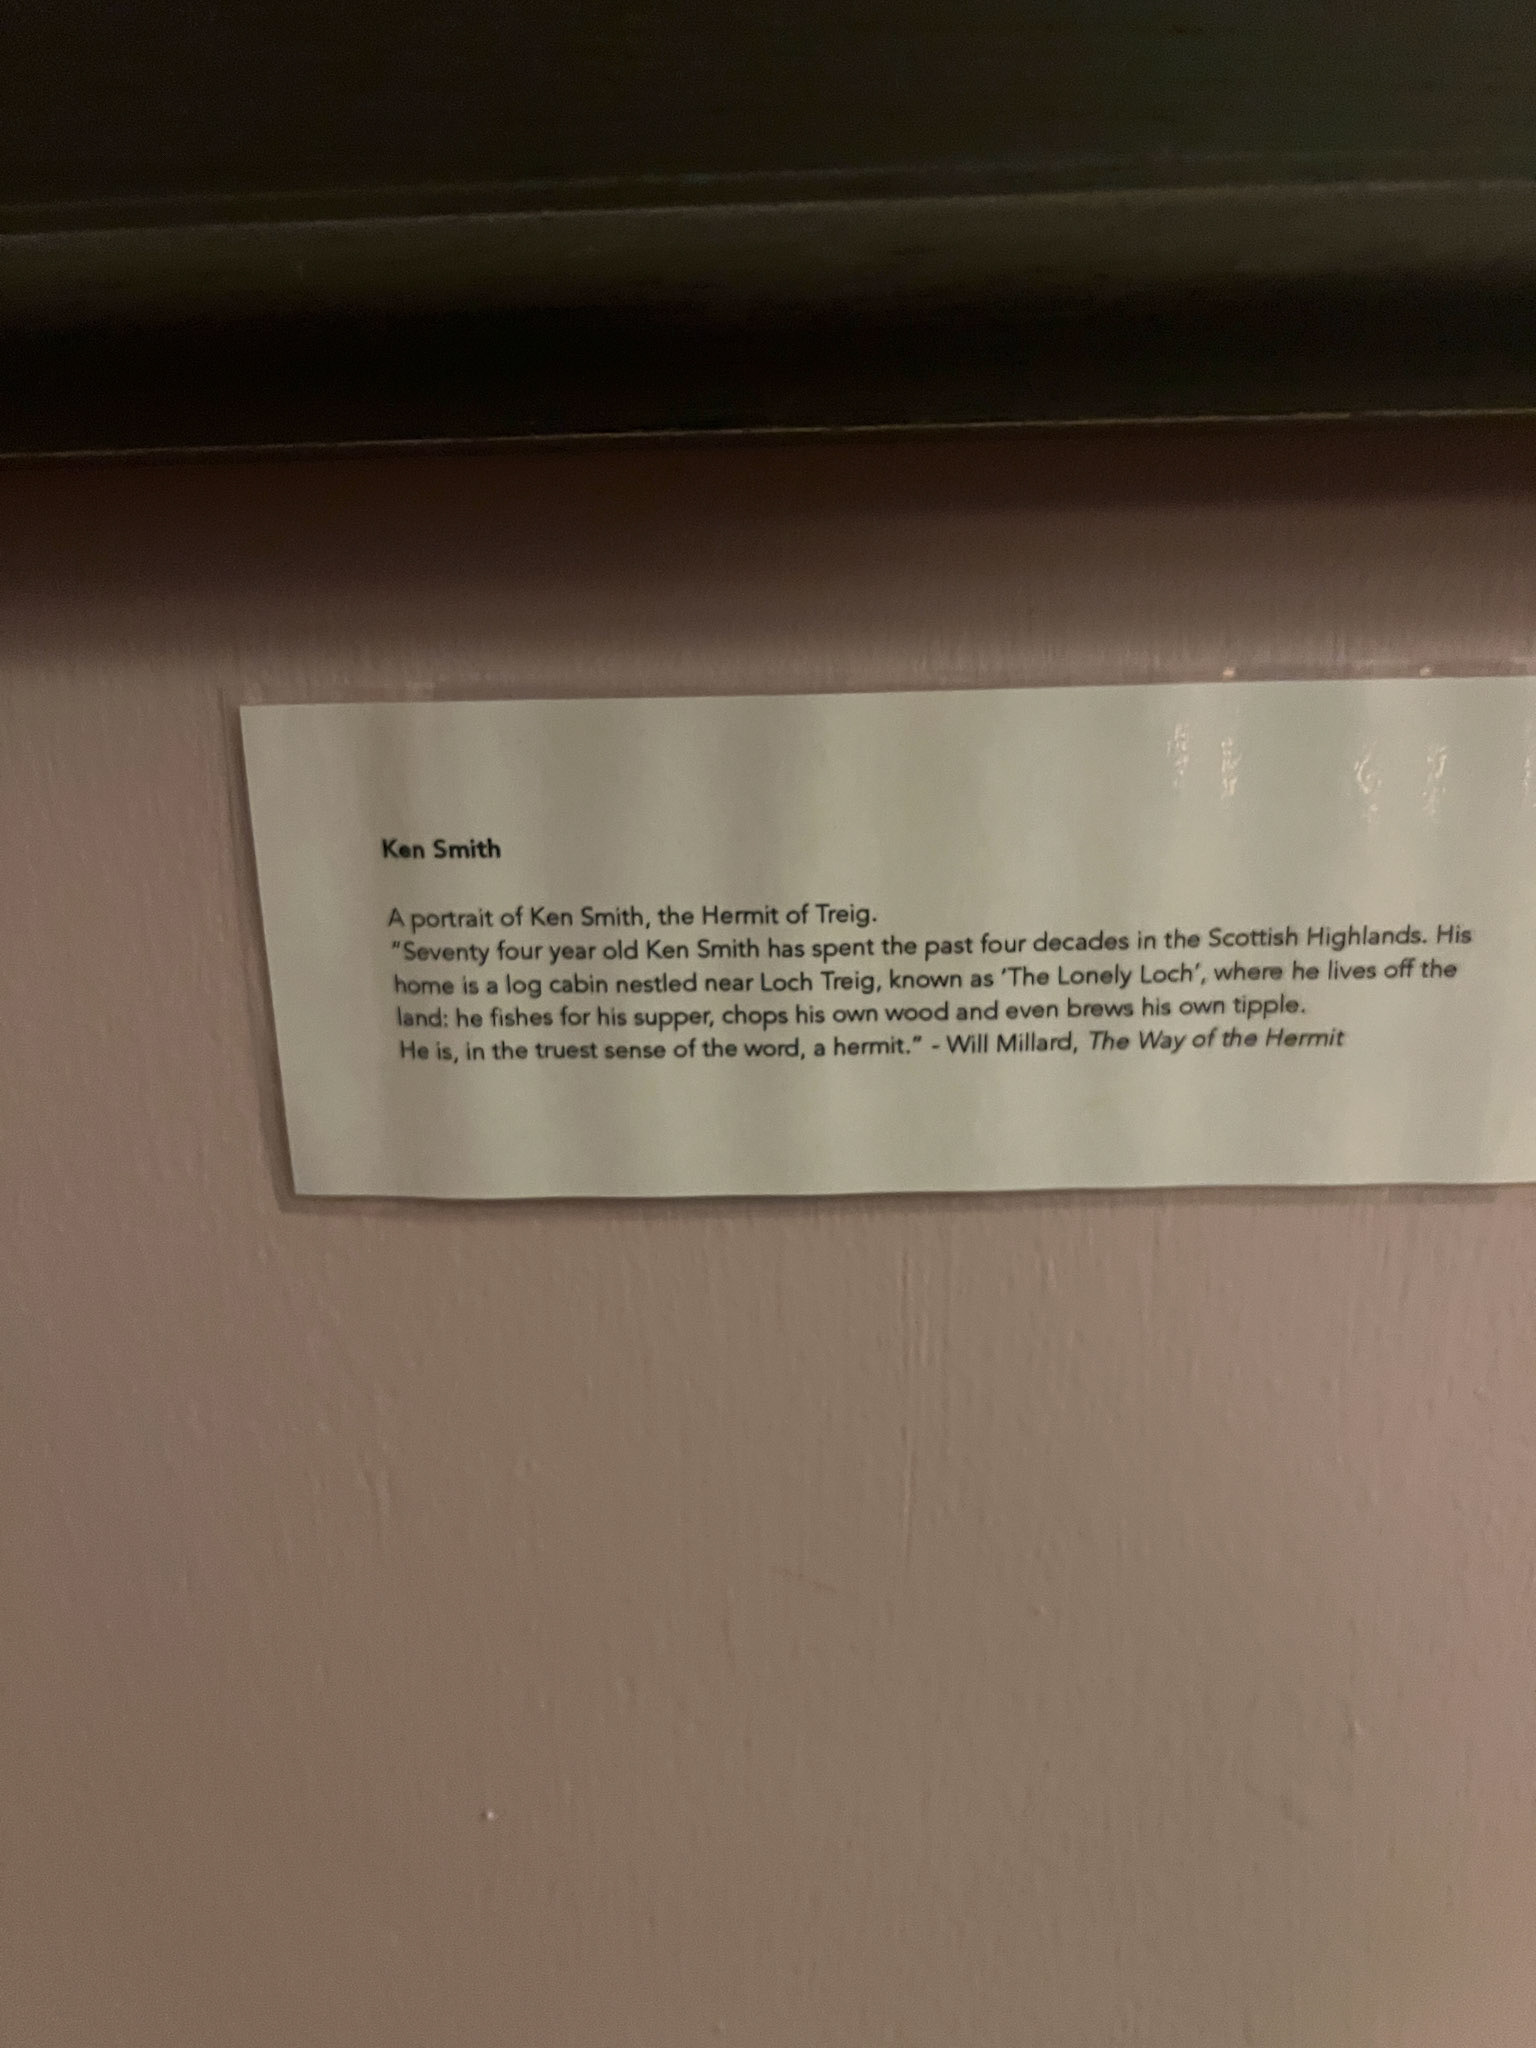 Ken Smith
A portrait of Ken Smith, the Hermit of Treig.
"Seventy four year old Ken Smith has spent the past four decades in the Scottish Highlands. His
home is a log cabin nestled near Loch Treig, known as 'The Lonely Loch', where he lives off the
land: he fishes for his supper, chops his own wood and even brews his own tipple.
He is, in the truest sense of the word, a hermit." - Will Millard, The Way of the Hermit